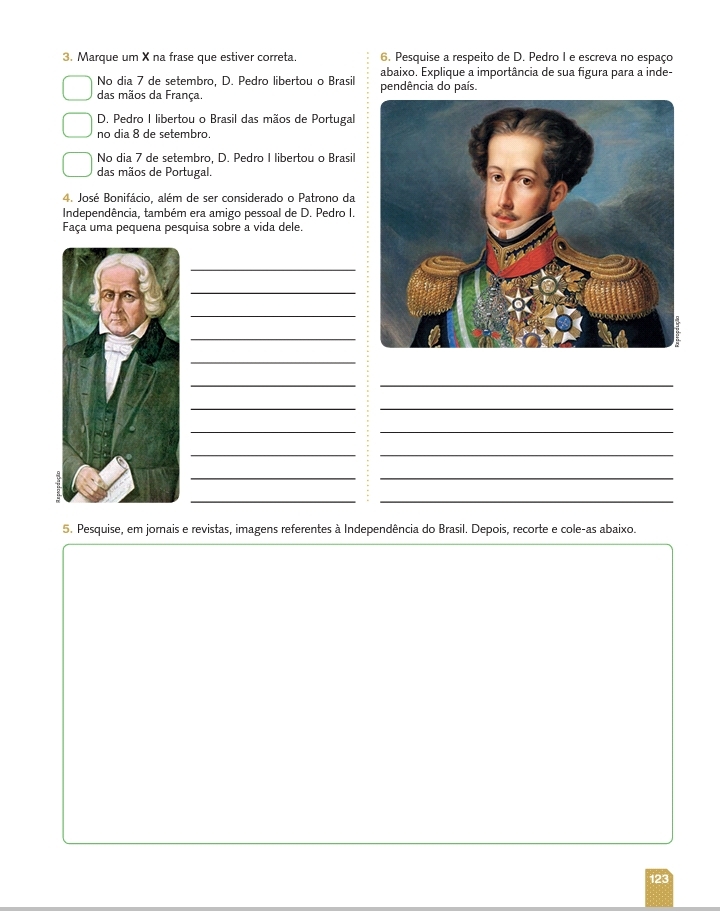 3. Marque um X na frase que estiver correta.
No dia 7 de setembro, D. Pedro libertou o Brasil
das mãos da França.
D. Pedro I libertou o Brasil das mãos de Portugal
no dia 8 de setembro.
No dia 7 de setembro, D. Pedro I libertou o Brasil
das mãos de Portugal.
4. José Bonifácio, além de ser considerado o Patrono da
Independência, também era amigo pessoal de D. Pedro I.
Faça uma pequena pesquisa sobre a vida dele.
Reprodução
6. Pesquise a respeito de D. Pedro I e escreva no espaço
abaixo. Explique a importância de sua figura para a inde-
pendência do país.
Reprodução
5. Pesquise, em jornais e revistas, imagens referentes à Independência do Brasil. Depois, recorte e cole-as abaixo.
123